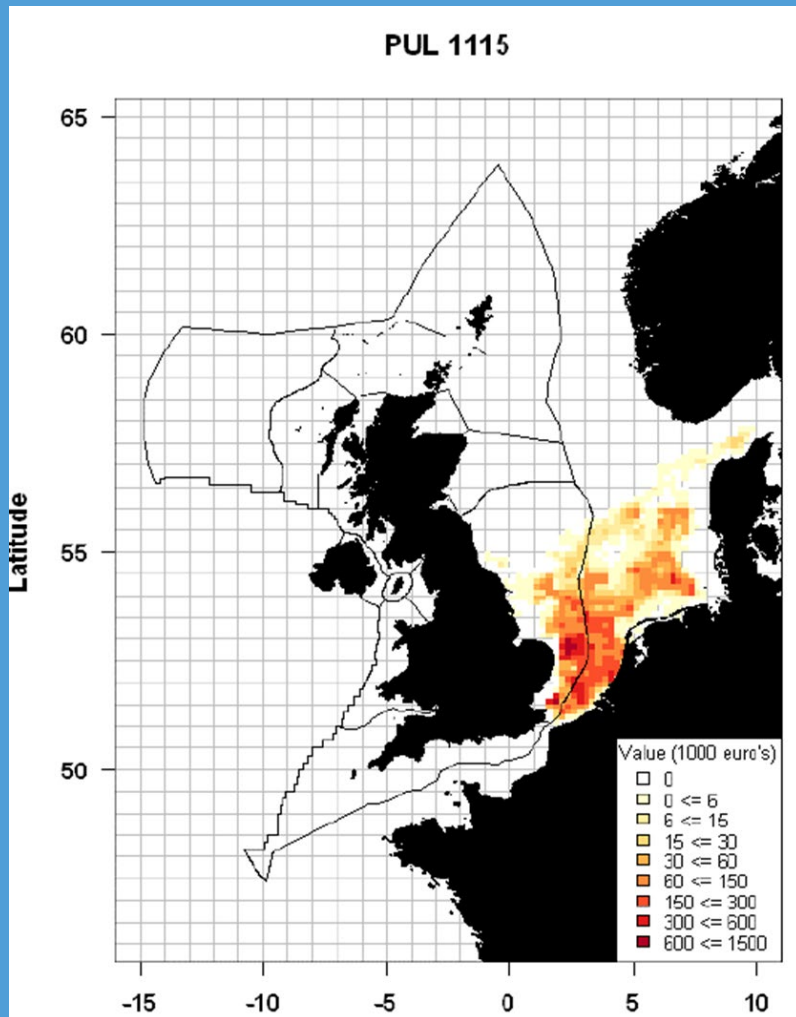 PUL 1115
65
60
55
50
Latitude
Value (1000 euro's)
0
0 <= 6
6 <= 15
15 <= 30
30 <= 60
60 <= 150
150 <= 300
300 <= 600
600 <= 1500
-15 -10 -5 0 5 10